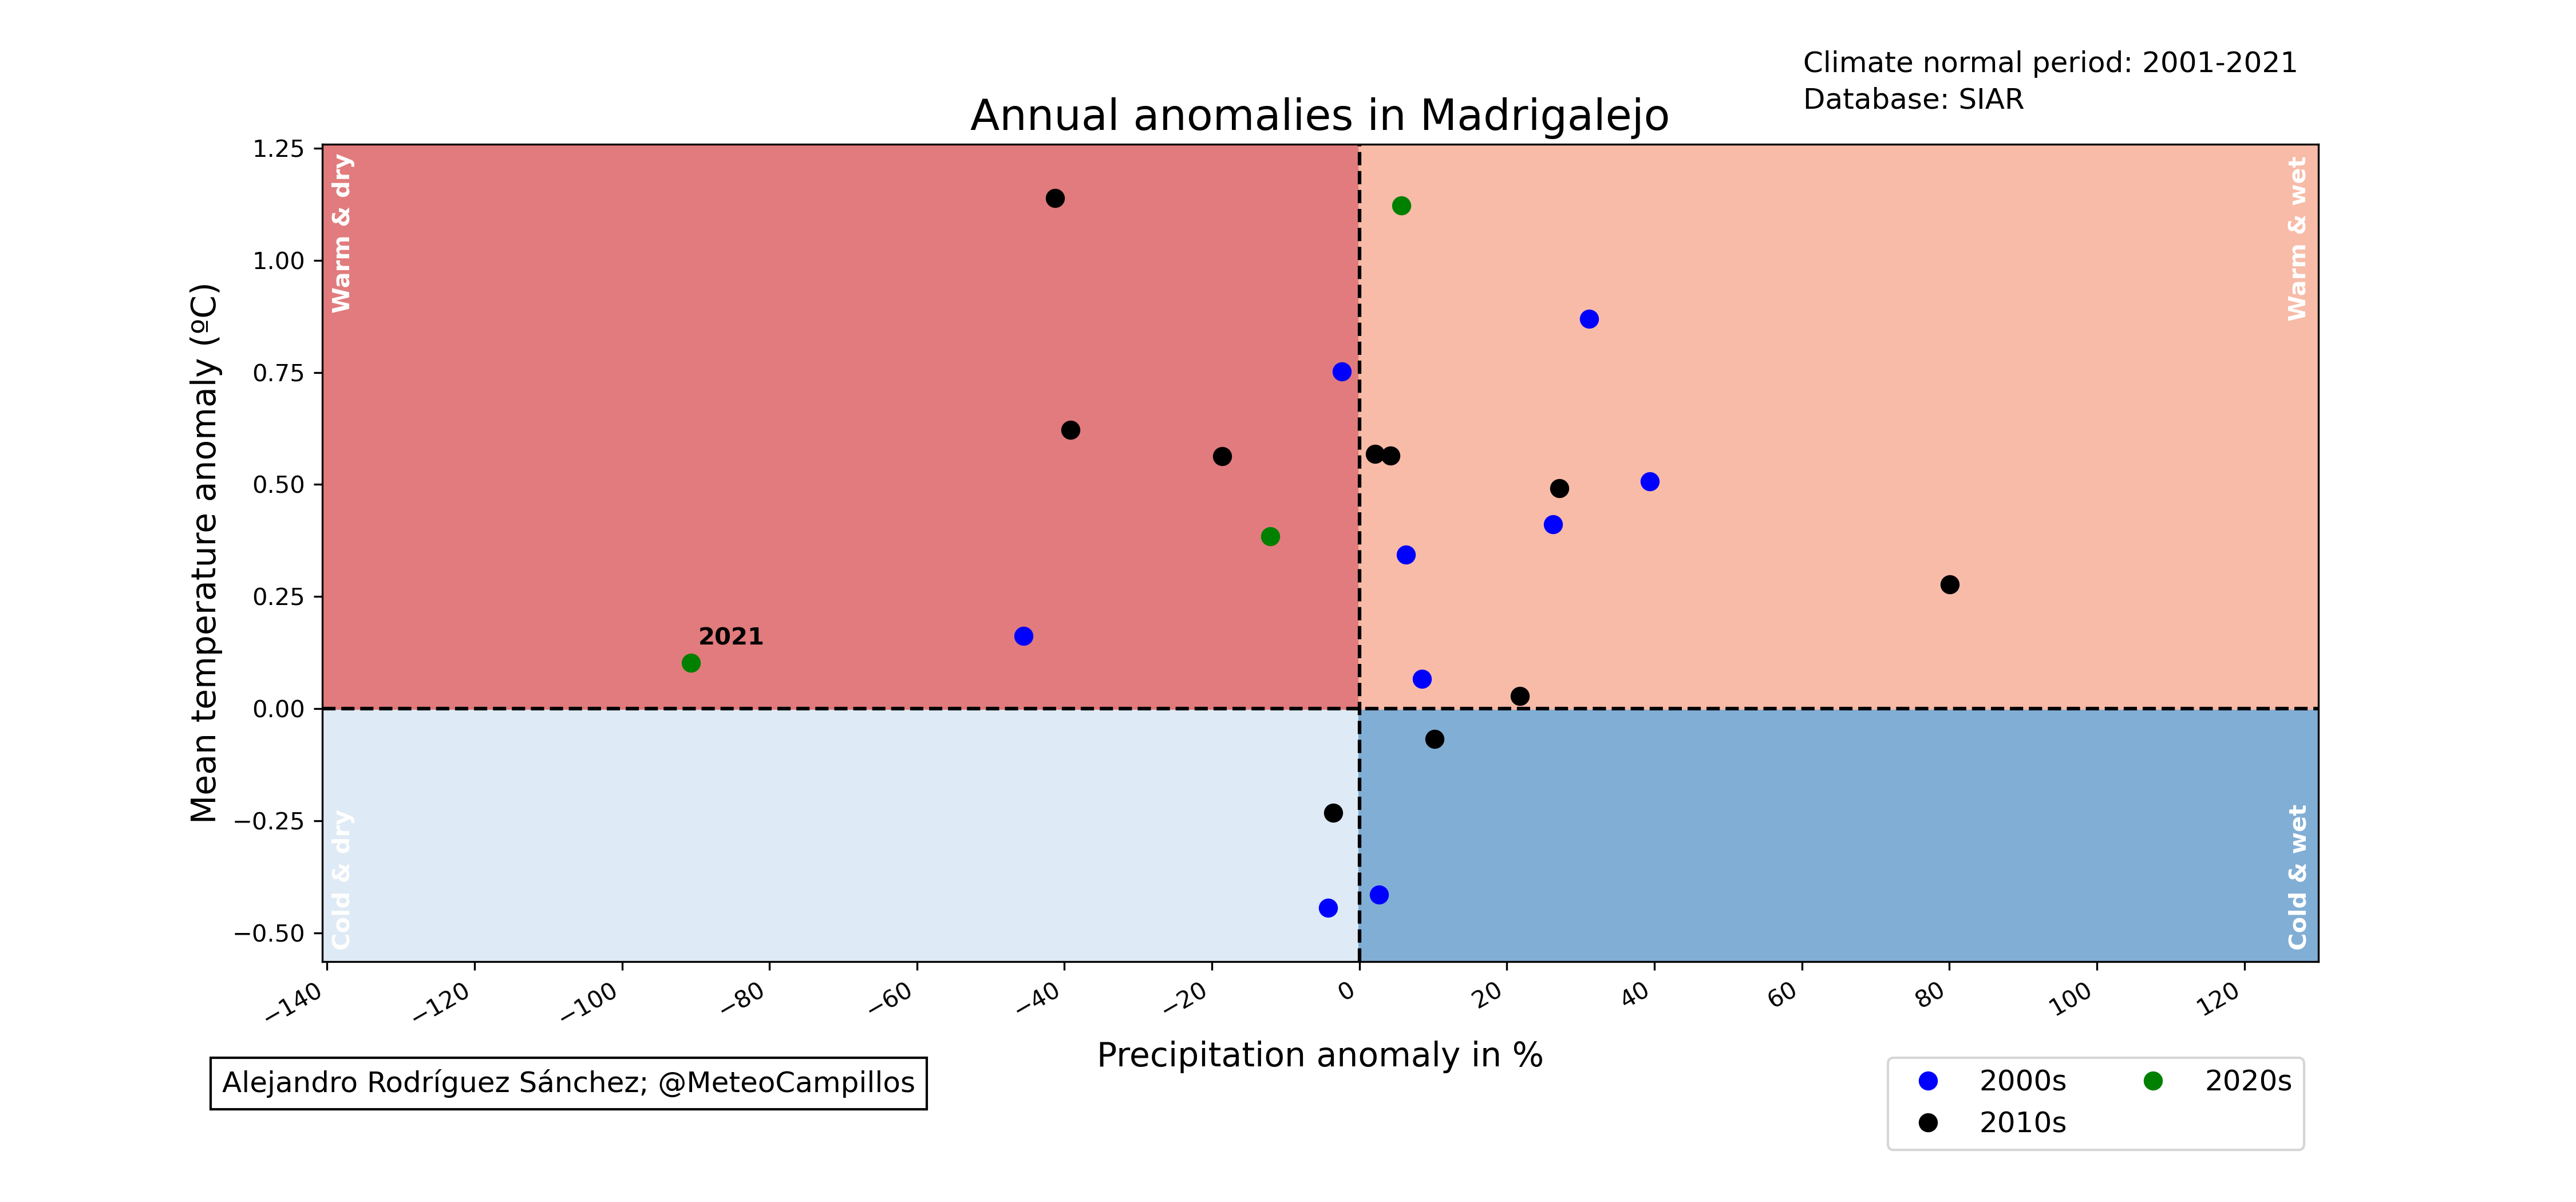 Climate normal period: 2001-2021
Database: SIAR
Annual anomalies in Madrigalejo
Mean temperature anomaly (ºC)
1.25
1.00
0.75
0.50
0.25
0.00
−0.25
−0.50
Warm & dry
Warm & wet
2021
Cold & dry
Cold & wet
−140
−120
−100
−80
−60
−40
−20
0
20
40
60
80
100
120
Precipitation anomaly in %
Alejandro Rodríguez Sánchez; @MeteoCampillos
2000s
2010s
2020s